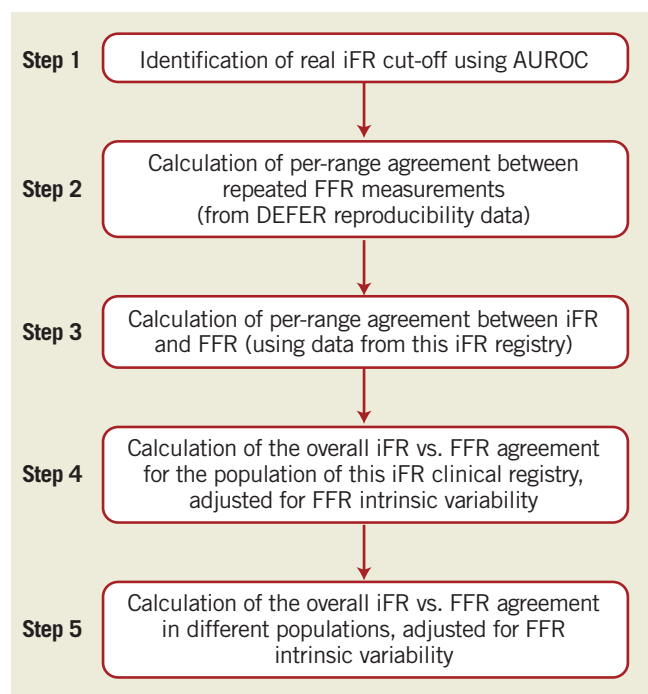 Step 1
Identification of real iFR cut-off using AUROC
Step 2
Calculation of per-range agreement between
repeated FFR measurements
(from DEFER reproducibility data)
Step 3
Calculation of per-range agreement between iFR
and FFR (using data from this iFR registry)
Step 4
Calculation of the overall iFR vs. FFR agreement
for the population of this iFR clinical registry,
adjusted for FFR intrinsic variability
Step 5
Calculation of the overall iFR vs. FFR agreement
in different populations, adjusted for FFR
intrinsic variability